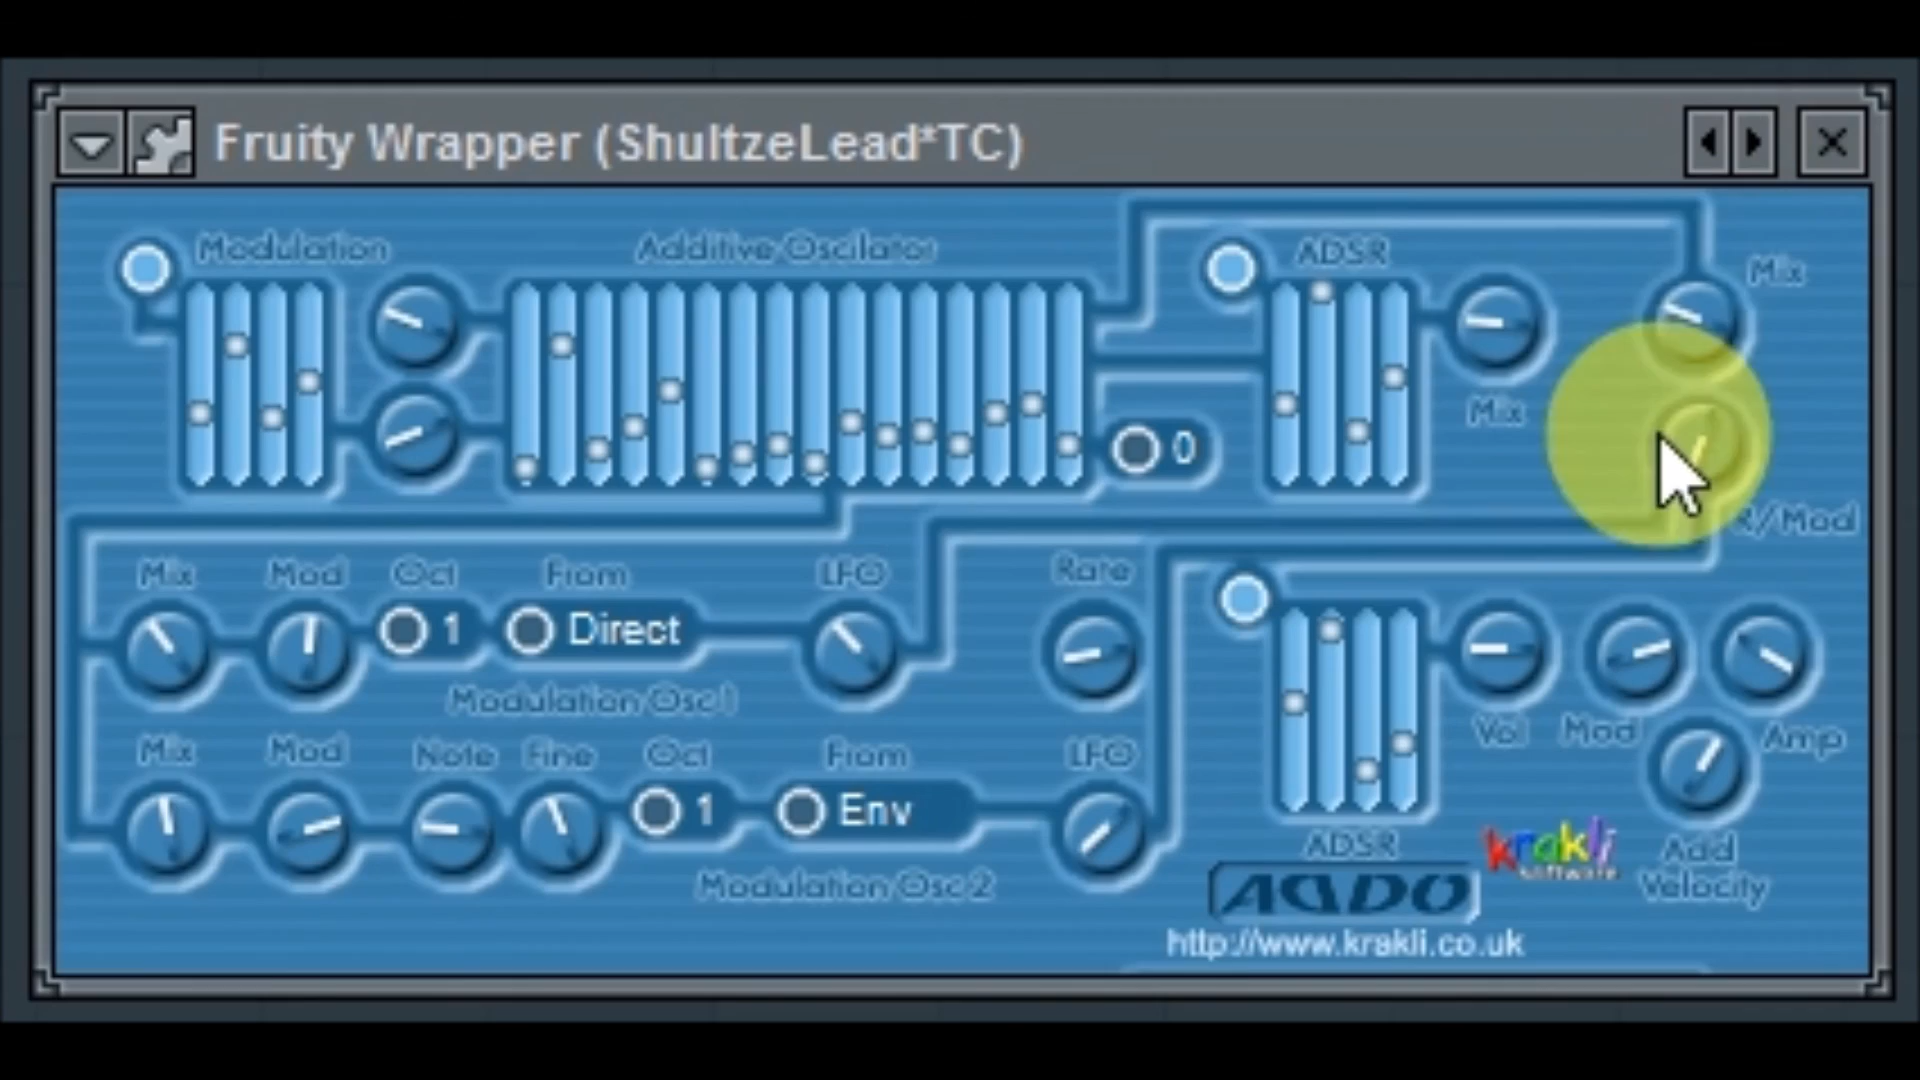 Fruity Wrapper (ShultzeLead*TC)
Modulation
Additive Oscilator
ADSR
Mix
Mix
0
R/Mod
Mix Mod Oct From LFO Rate
1 Direct
Modulation Osc 1
Vol Mod Amp
Mix Mod Note Fine Oct From LFO
1 Env
Modulation Osc 2
ADSR
krakli
software
Add
Velocity
ADDO
http://www.krakli.co.uk